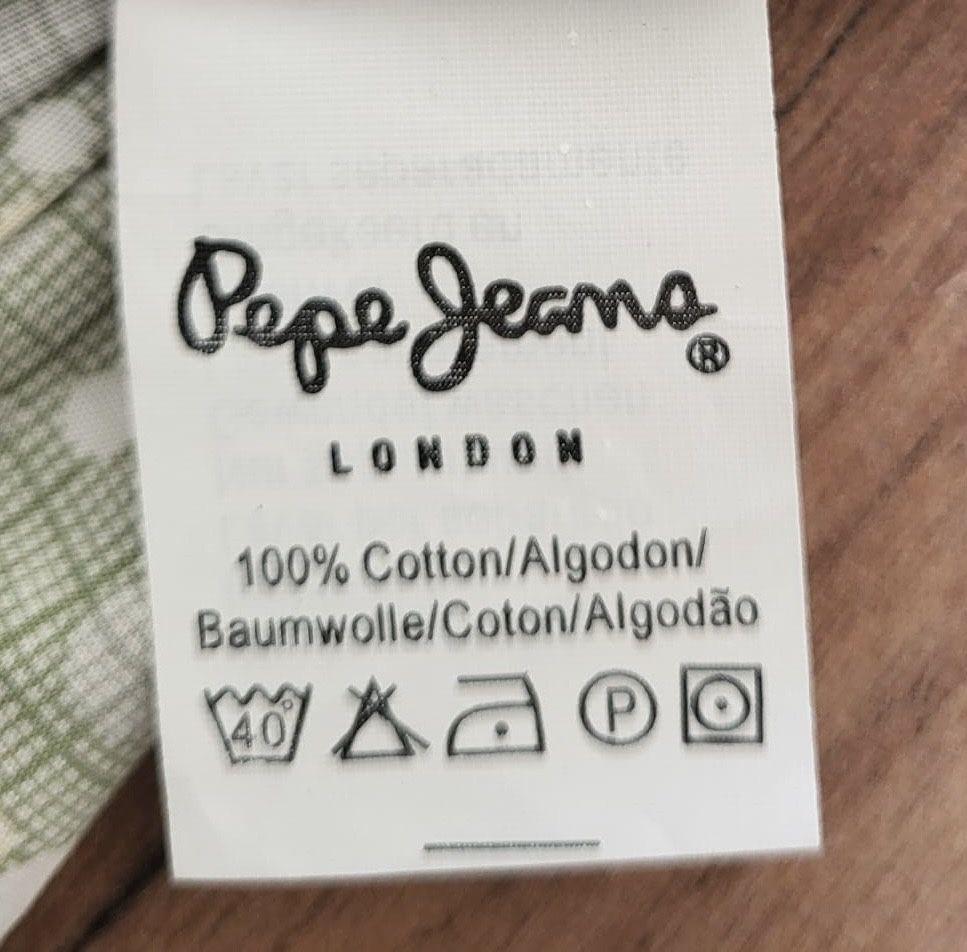 Pepe Jeans
®
LONDON
100% Cotton/Algodon/
Baumwolle/Coton/Algodão
40° P